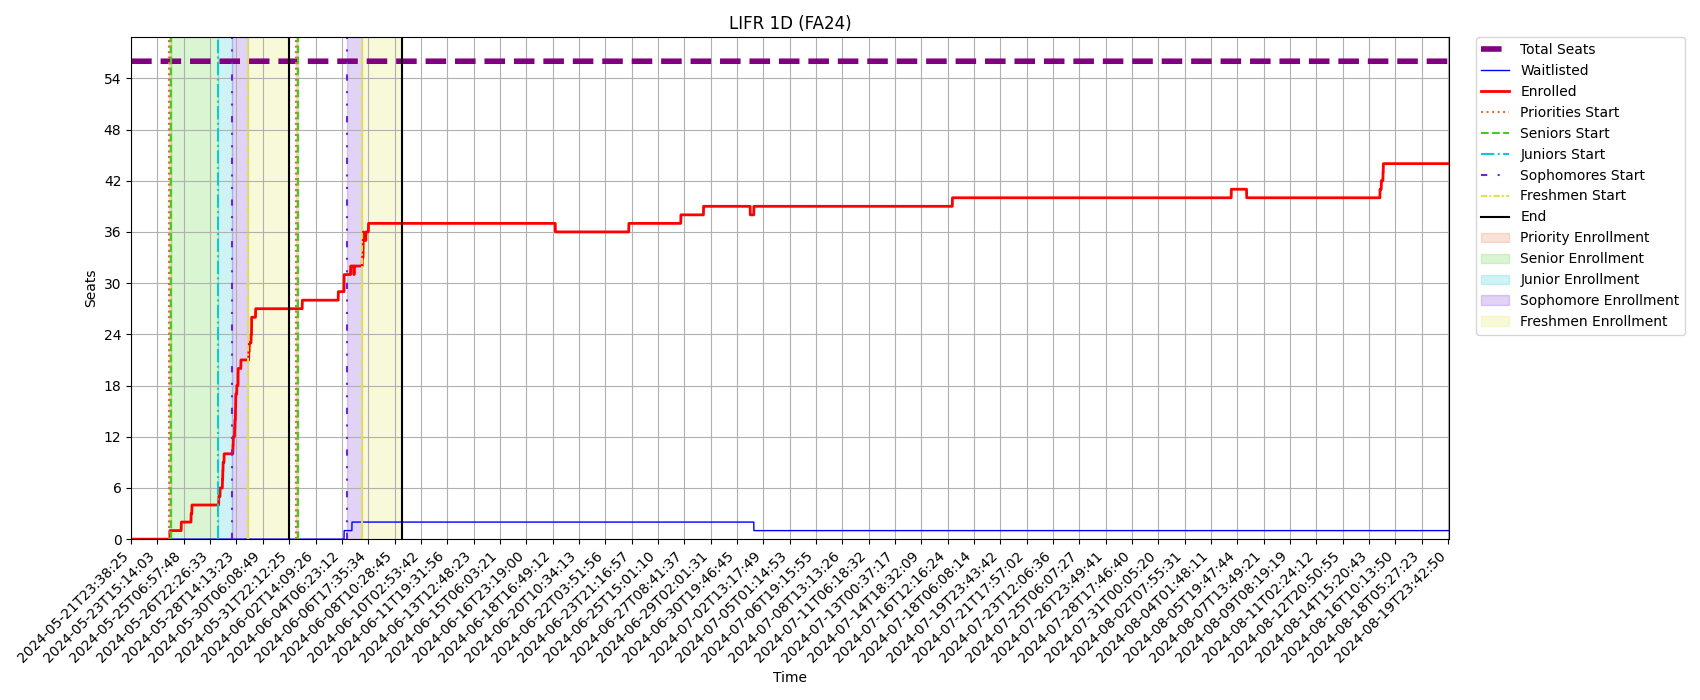 LIFR 1D (FA24)
Seats
54
48
42
36
30
24
18
12
6
0
2024-05-21T23:38:25
2024-05-23T15:14:03
2024-05-25T06:57:48
2024-05-26T22:26:33
2024-05-28T14:13:23
2024-05-30T06:08:49
2024-05-31T22:12:25
2024-06-02T14:09:26
2024-06-04T06:23:12
2024-06-06T17:35:34
2024-06-08T10:28:45
2024-06-10T02:53:42
2024-06-11T19:31:56
2024-06-13T12:48:23
2024-06-15T06:03:21
2024-06-16T23:19:00
2024-06-18T16:49:12
2024-06-20T10:34:13
2024-06-22T03:51:56
2024-06-23T21:16:57
2024-06-25T15:01:10
2024-06-27T08:41:37
2024-06-29T02:01:31
2024-06-30T19:46:45
2024-07-02T13:17:49
2024-07-05T01:14:53
2024-07-06T19:15:55
2024-07-08T13:13:26
2024-07-11T06:18:32
2024-07-13T00:37:17
2024-07-14T18:32:09
2024-07-16T12:16:24
2024-07-18T06:08:14
2024-07-19T23:43:42
2024-07-21T17:57:02
2024-07-23T12:06:36
2024-07-25T06:07:27
2024-07-26T23:49:41
2024-07-28T17:46:40
2024-07-31T00:05:20
2024-08-02T07:55:31
2024-08-04T01:48:11
2024-08-05T19:47:44
2024-08-07T13:49:21
2024-08-09T08:19:19
2024-08-11T02:24:12
2024-08-12T20:50:55
2024-08-14T15:20:43
2024-08-16T10:13:50
2024-08-18T05:27:23
2024-08-19T23:42:50
Time
Total Seats
Waitlisted
Enrolled
Priorities Start
Seniors Start
Juniors Start
Sophomores Start
Freshmen Start
End
Priority Enrollment
Senior Enrollment
Junior Enrollment
Sophomore Enrollment
Freshmen Enrollment